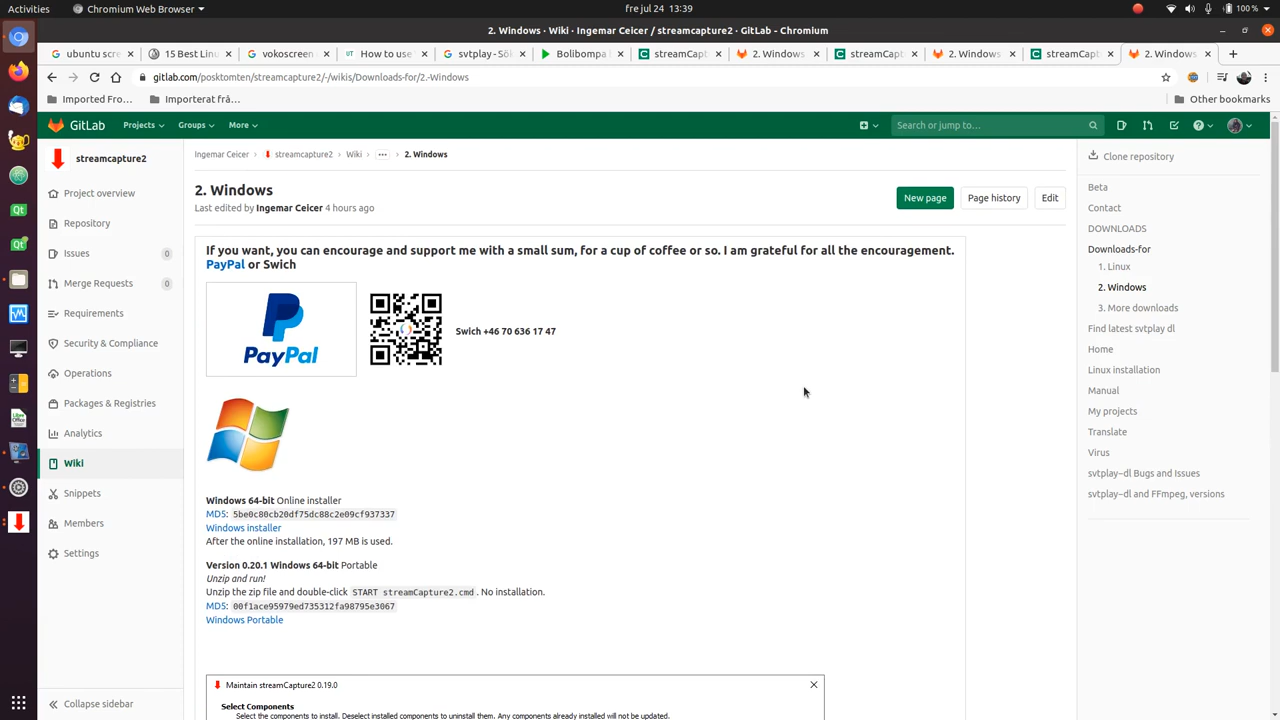 Activities
Chromium Web Browser
fre jul 24 13:39
100 %
2. Windows · Wiki · Ingemar Ceicer / streamcapture2 · GitLab - Chromium
ubuntu scre
15 Best Linu
vokoscreen
How to use
svtplay - Sök
Bolibompa
streamCapt
2. Windows
streamCapt
2. Windows
streamCapt
2. Windows
gitlab.com/posktomten/streamcapture2/-/wikis/Downloads-for/2.-Windows
Imported Fro...
Importerat frå...
Other bookmarks
GitLab
Projects
Groups
More
Search or jump to...
streamcapture2
Project overview
Repository
Issues 0
Merge Requests 0
Requirements
Security & Compliance
Operations
Packages & Registries
Analytics
Wiki
Snippets
Members
Settings
Collapse sidebar
Ingemar Ceicer
streamcapture2
Wiki
2. Windows
2. Windows
Last edited by Ingemar Ceicer 4 hours ago
New page
Page history
Edit
If you want, you can encourage and support me with a small sum, for a cup of coffee or so. I am grateful for all the encouragement.
PayPal or Swich
PayPal
Swich +46 70 636 17 47
Windows 64-bit Online installer
MD5: 5be0c80cb20df75dc88c2e09cf937337
Windows installer
After the online installation, 197 MB is used.
Version 0.20.1 Windows 64-bit Portable
Unzip and run!
Unzip the zip file and double-click START streamCapture2.cmd . No installation.
MD5: 00f1ace95979ed735312fa98795e3067
Windows Portable
Maintain streamCapture2 0.19.0
Select Components
Select the components to install. Deselect installed components to uninstall them. Any components already installed will not be updated.
Clone repository
Beta
Contact
DOWNLOADS
Downloads-for
1. Linux
2. Windows
3. More downloads
Find latest svtplay dl
Home
Linux installation
Manual
My projects
Translate
Virus
svtplay-dl Bugs and Issues
svtplay-dl and FFmpeg, versions